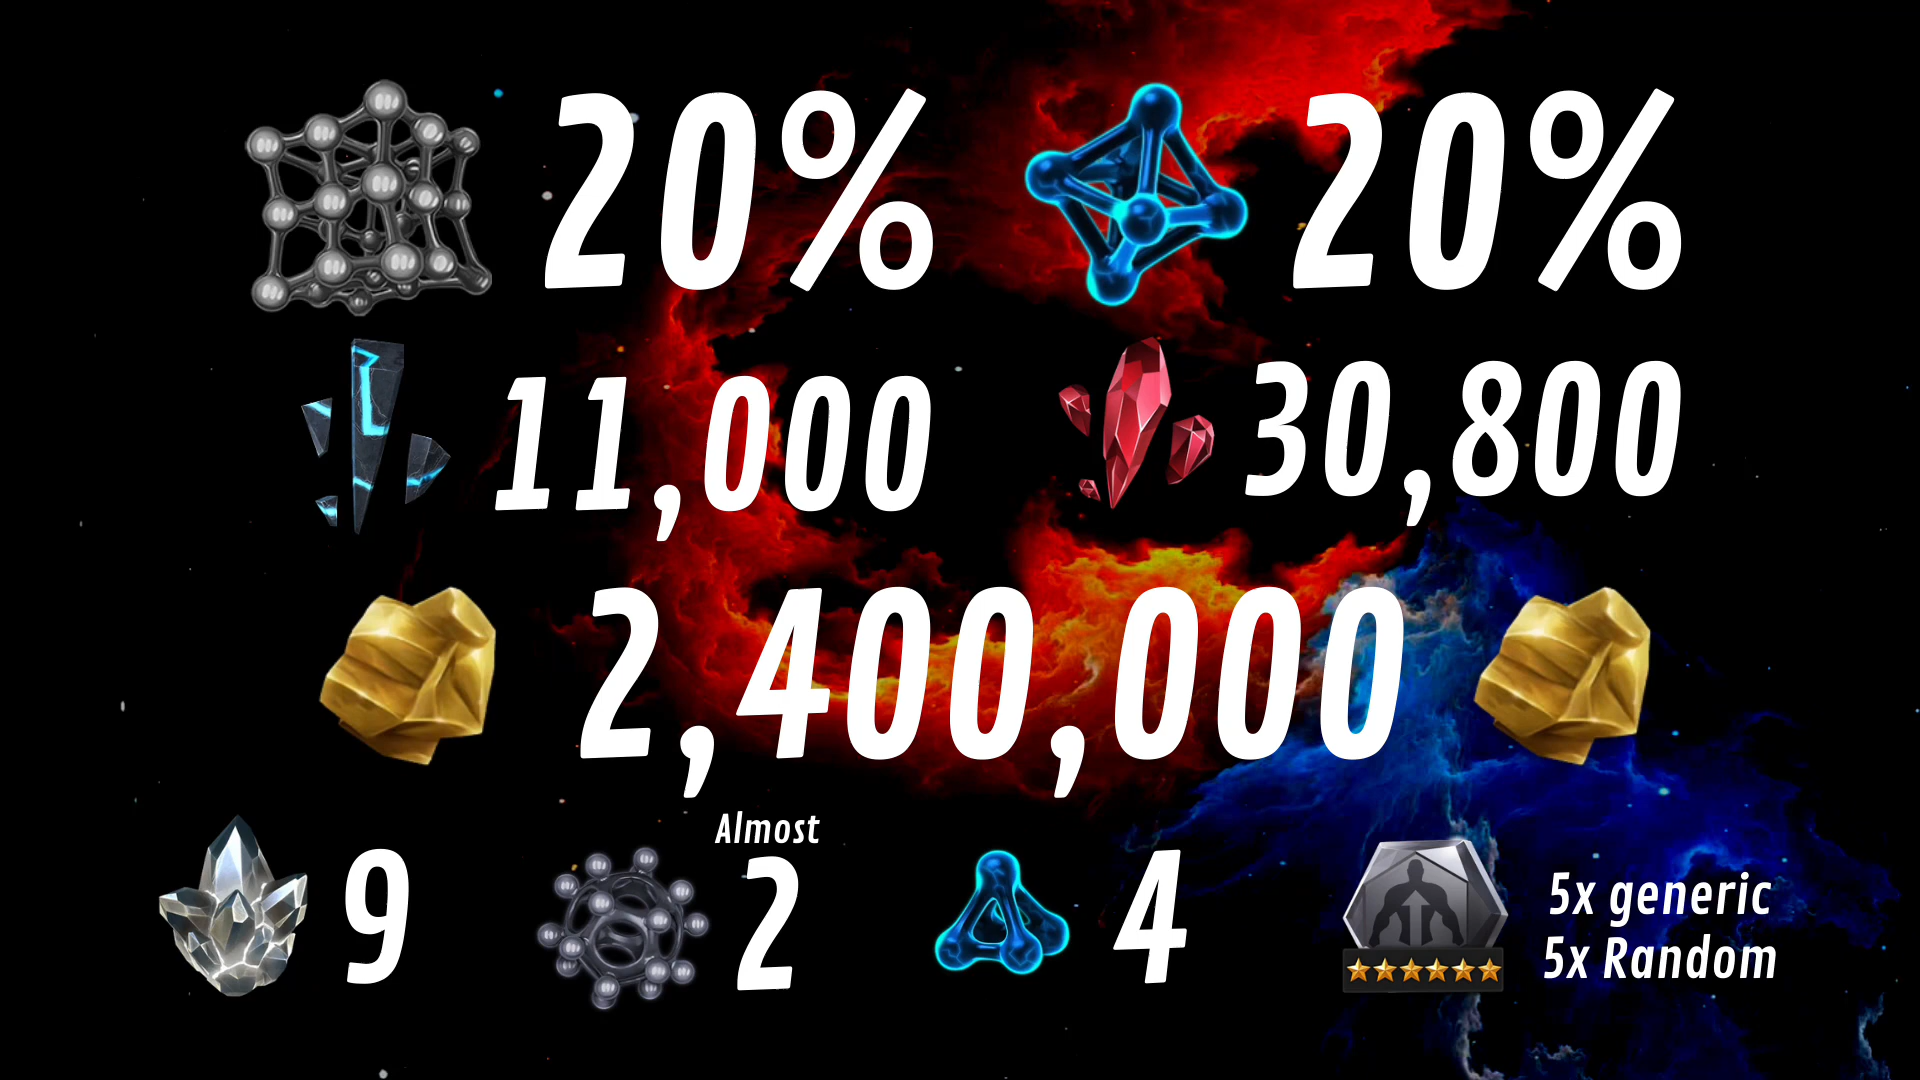 20% 20%
11,000 30,800
2,400,000
Almost
9 2 4
5x generic
5x Random